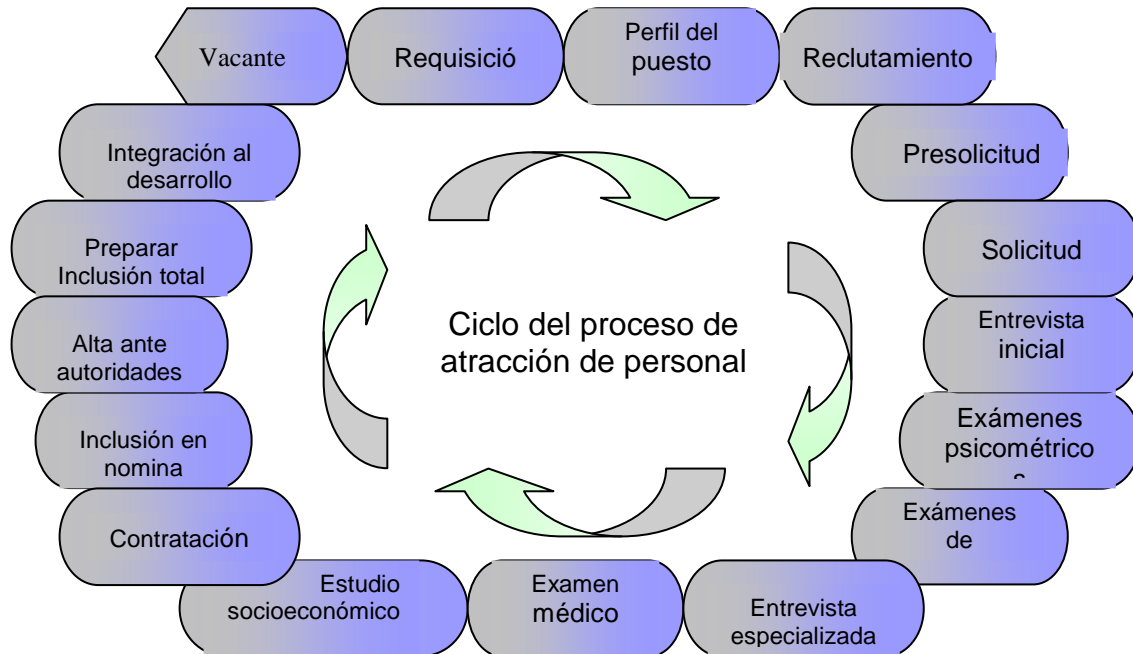 Vacante
Requisició
Perfil del
puesto
Reclutamiento
Presolicitud
Solicitud
Entrevista
inicial
Exámenes
psicométrico
Exámenes
de
Entrevista
especializada
Examen
médico
Estudio
socioeconómico
Contratación
Inclusión en
nomina
Alta ante
autoridades
Preparar
Inclusión total
Integración al
desarrollo
Ciclo del proceso de
atracción de personal